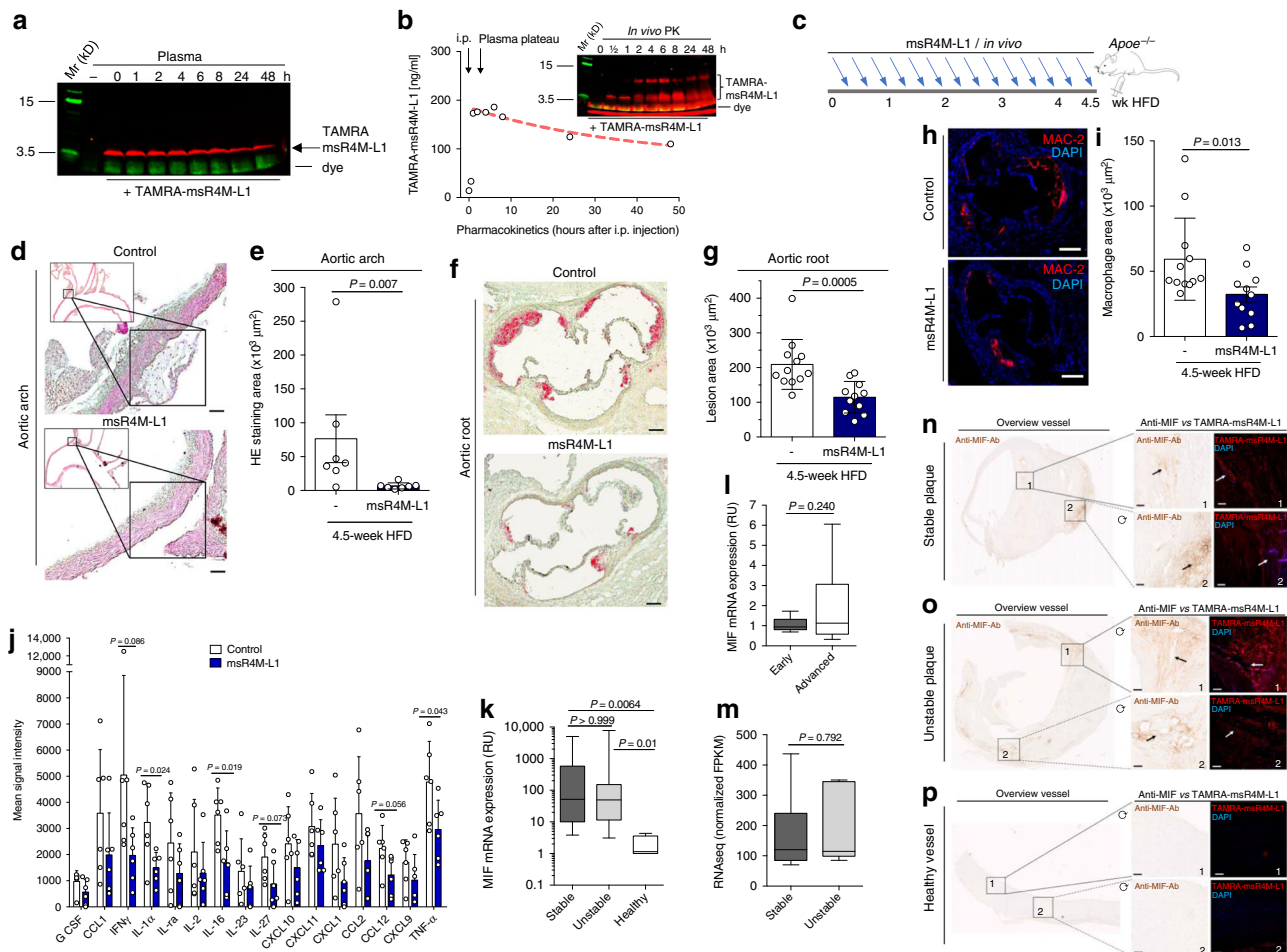 a
Plasma
Mr (kD)
– 0 1 2 4 6 8 24 48 h
15
3.5
TAMRA
msR4M-L1
dye
+ TAMRA-msR4M-L1
b
i.p.
Plasma plateau
In vivo PK
Mr (kD)
0 ½ 1 2 4 6 8 24 48 h
15
3.5
TAMRA-
msR4M-L1
dye
+ TAMRA-msR4M-L1
TAMRA-msR4M-L1 [ng/ml]
300
200
100
0
0 10 20 30 40 50
Pharmacokinetics (hours after i.p. injection)
c
msR4M-L1 / in vivo
Apoe–/–
0 1 2 3 4 4.5 wk HFD
d
Control
Aortic arch
msR4M-L1
e
Aortic arch
P = 0.007
HE staining area (x10³ µm²)
300
250
200
150
100
50
0
- msR4M-L1
4.5-week HFD
f
Control
Aortic root
msR4M-L1
g
Aortic root
P = 0.0005
Lesion area (x10³ µm²)
400
300
200
100
0
- msR4M-L1
4.5-week HFD
h
MAC-2
DAPI
Control
MAC-2
DAPI
msR4M-L1
i
P = 0.013
Macrophage area (x10³ µm²)
150
100
50
0
- msR4M-L1
4.5-week HFD
j
Control
msR4M-L1
Mean signal intensity
14,000
12,000
8000
7000
6000
5000
4000
3000
2000
1000
0
P = 0.086
P = 0.024
P = 0.019
P = 0.073
P = 0.056
P = 0.043
G CSF
CCL1
IFNγ
IL-1α
IL-ra
IL-2
IL-16
IL-23
IL-27
CXCL10
CXCL11
CXCL1
CCL2
CCL12
CXCL9
TNF-α
k
P = 0.0064
P > 0.999
P = 0.01
MIF mRNA expression (RU)
10,000
1000
100
10
1
0.1
Stable
Unstable
Healthy
l
P = 0.240
MIF mRNA expression (RU)
7
6
5
4
3
2
1
0
Early
Advanced
m
P = 0.792
RNAseq (normalized FPKM)
400
300
200
100
0
Stable
Unstable
n
Overview vessel
Anti-MIF vs TAMRA-msR4M-L1
Stable plaque
Anti-MIF-Ab
1
2
Anti-MIF-Ab
1
TAMRA-msR4M-L1
DAPI
1
Anti-MIF-Ab
2
TAMRA-msR4M-L1
DAPI
2
o
Overview vessel
Anti-MIF vs TAMRA-msR4M-L1
Unstable plaque
Anti-MIF-Ab
1
2
Anti-MIF-Ab
1
TAMRA-msR4M-L1
DAPI
1
Anti-MIF-Ab
2
TAMRA-msR4M-L1
DAPI
2
p
Overview vessel
Anti-MIF vs TAMRA-msR4M-L1
Healthy vessel
1
2
Anti-MIF-Ab
1
TAMRA-msR4M-L1
DAPI
1
Anti-MIF-Ab
2
TAMRA-msR4M-L1
DAPI
2